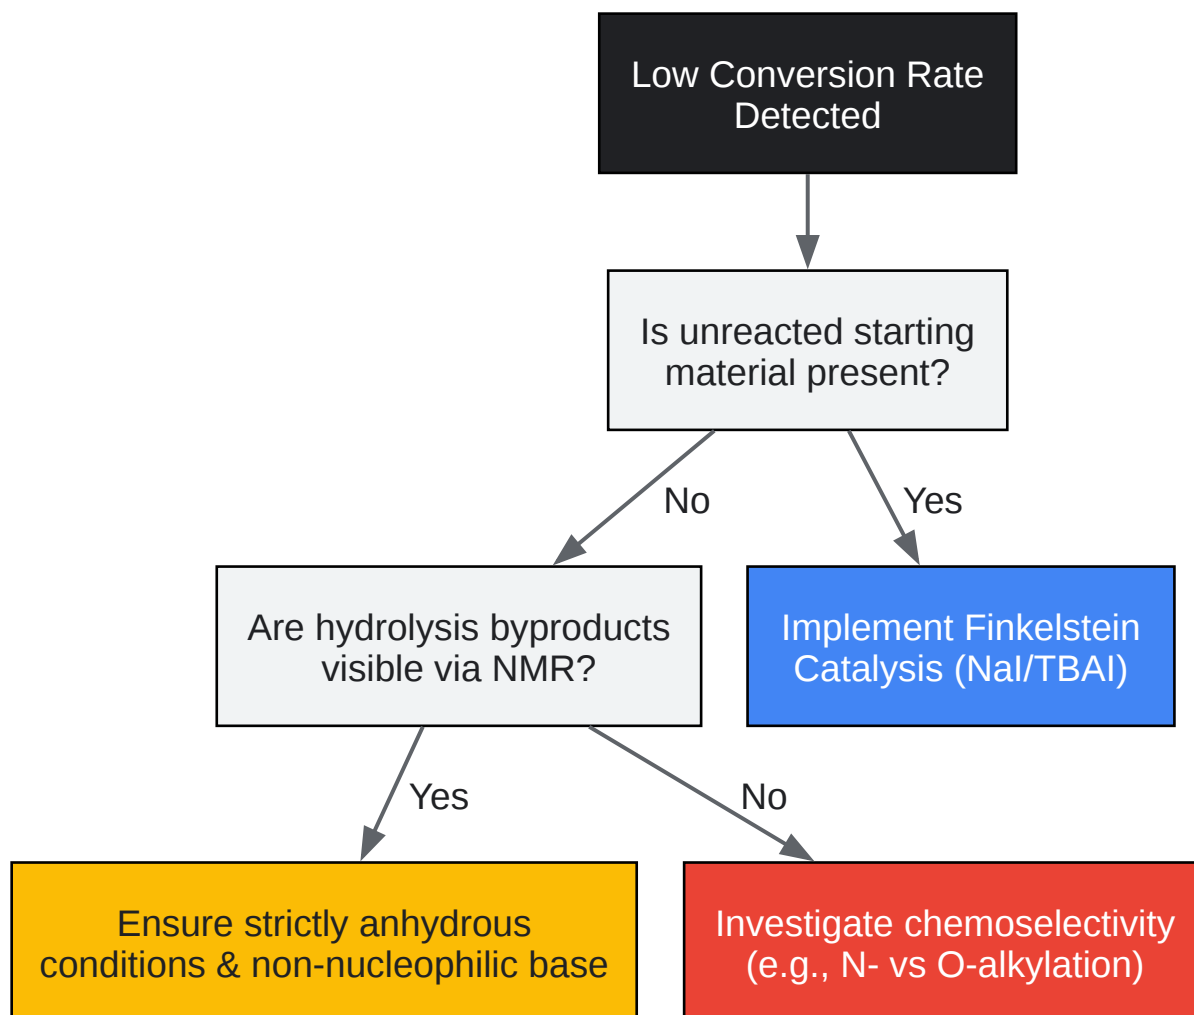 Low Conversion Rate
Detected
Is unreacted starting
material present?
No
Yes
Are hydrolysis byproducts
visible via NMR?
Implement Finkelstein
Catalysis (NaI/TBAI)
Yes
No
Ensure strictly anhydrous
conditions & non-nucleophilic base
Investigate chemoselectivity
(e.g., N- vs O-alkylation)